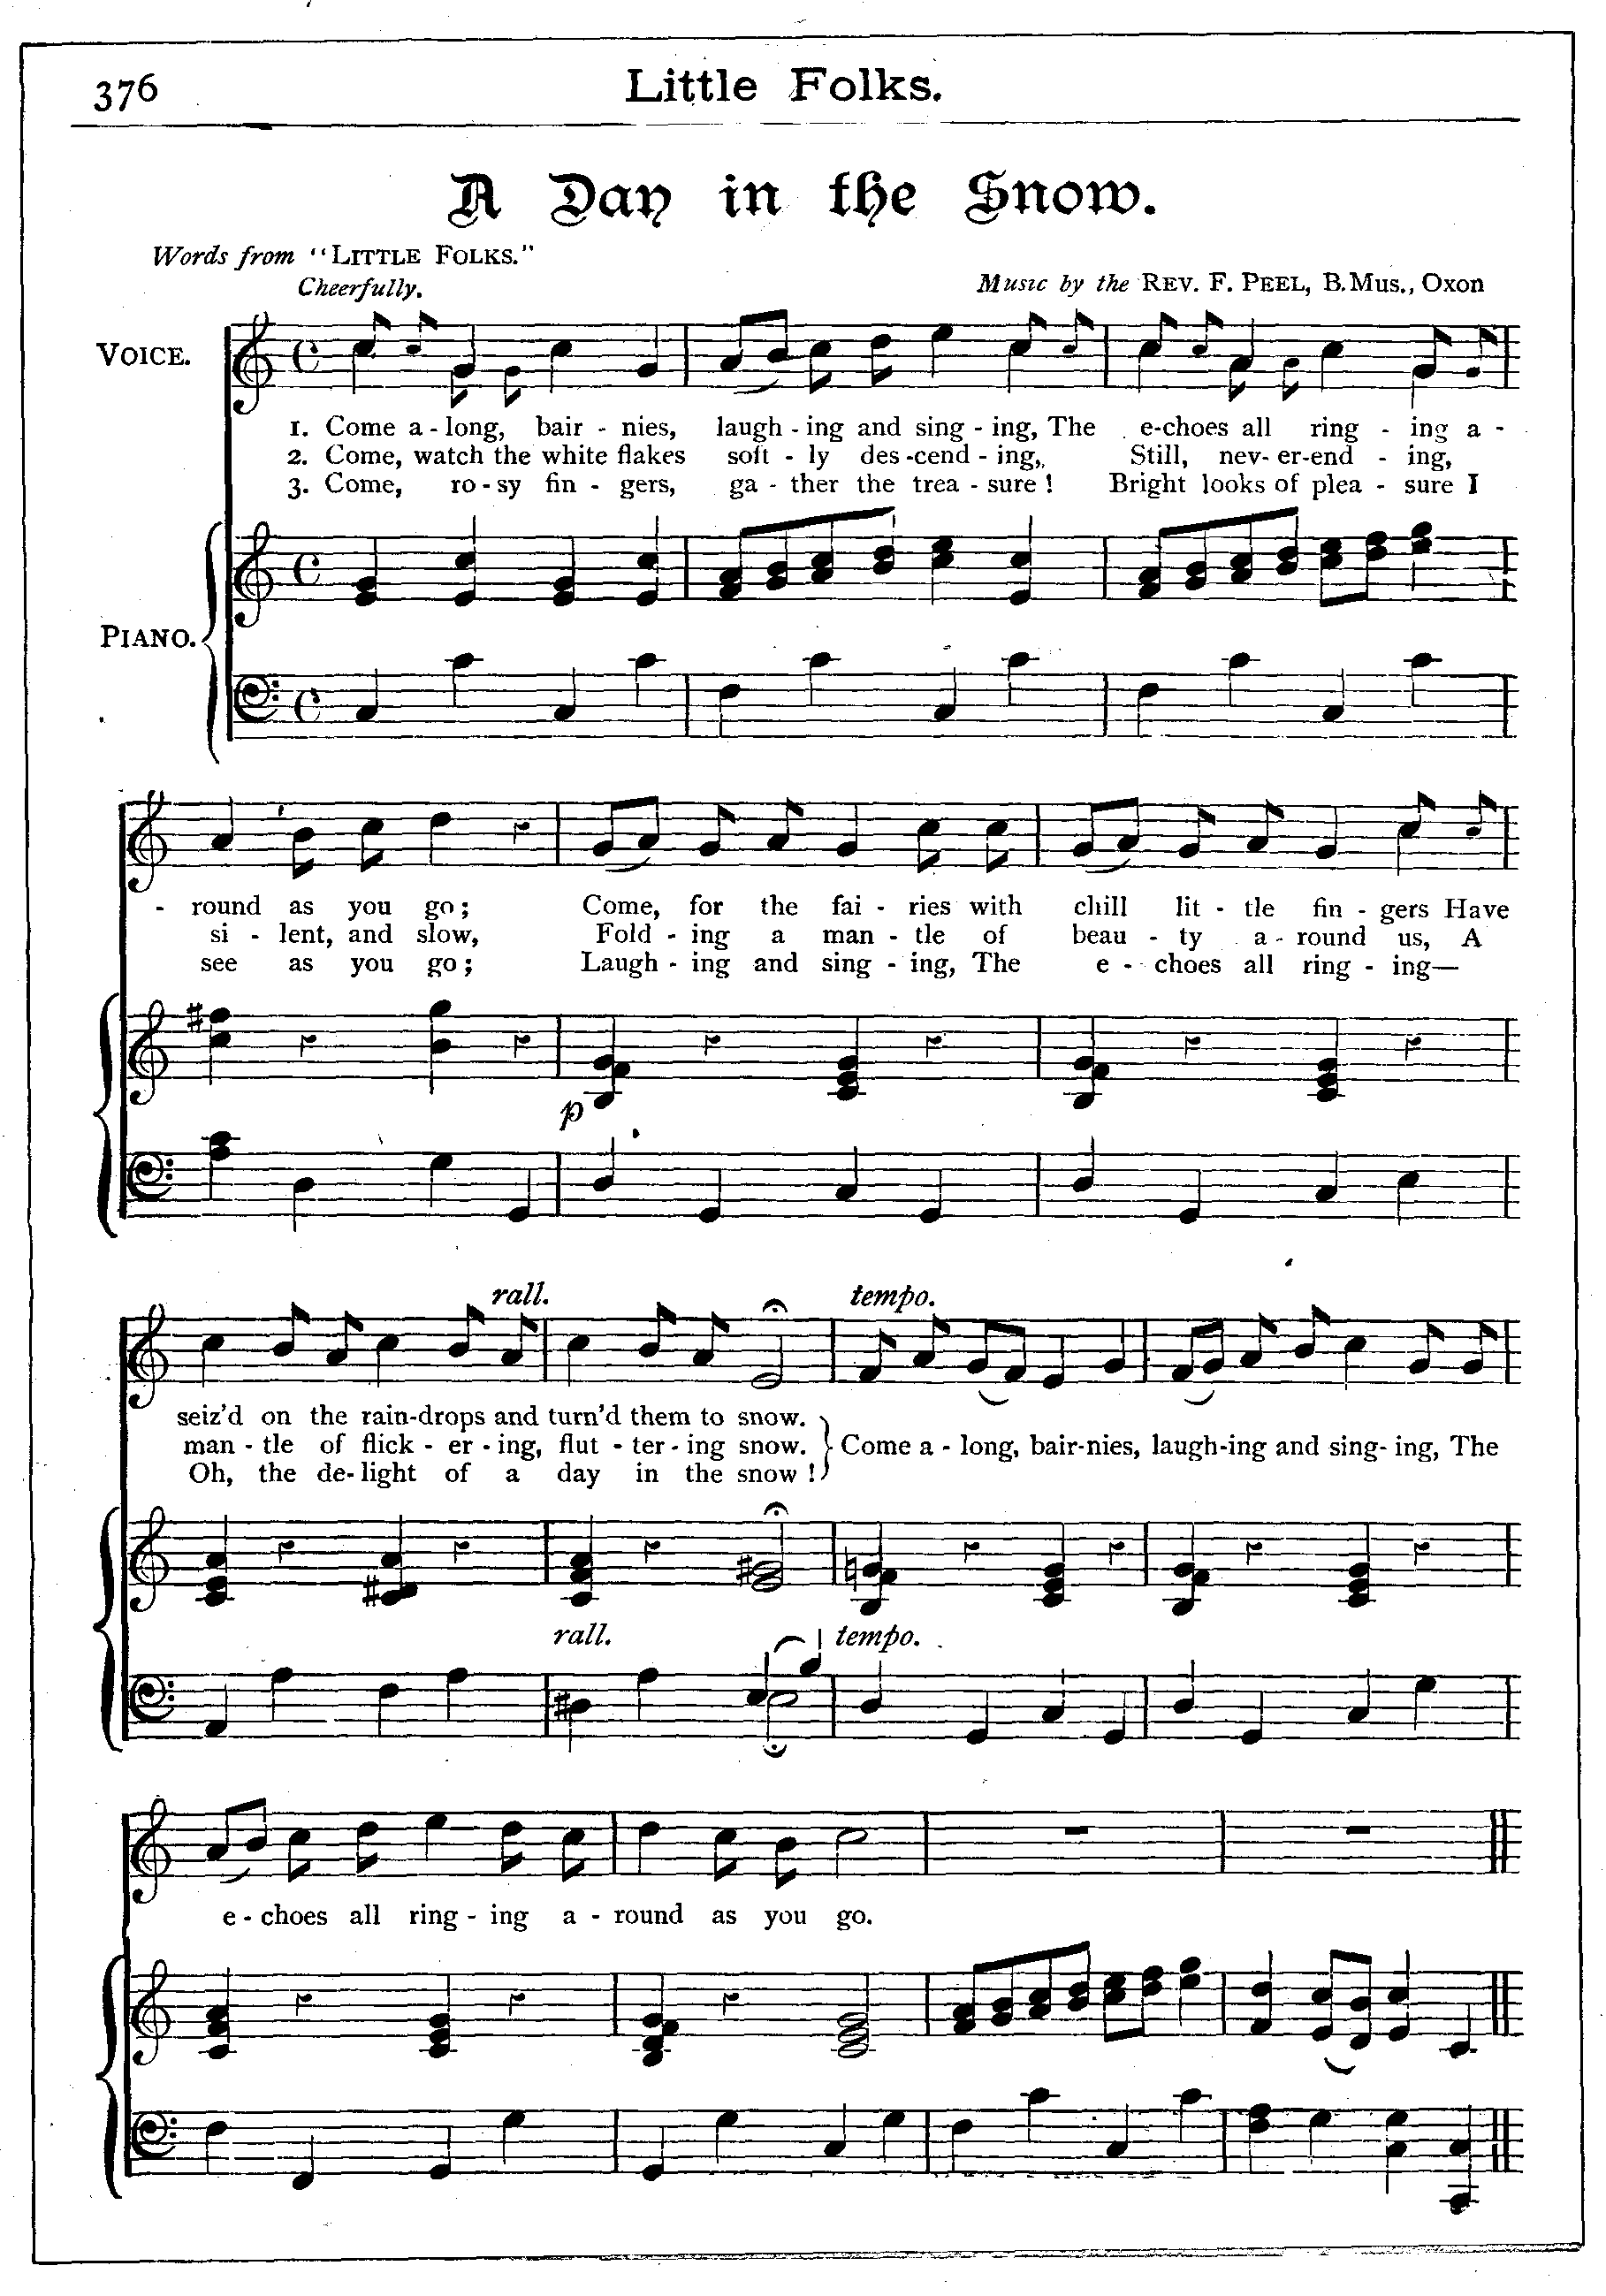 376
Little Folks.
A Day in the Snow.
Words from "LITTLE FOLKS."
Cheerfully.
Music by the REV. F. PEEL, B.Mus., Oxon
VOICE.
1. Come a-long, bair - nies, laugh - ing and sing - ing, The e-choes all ring - ing a -
2. Come, watch the white flakes soft - ly des-cend - ing, Still, nev-er-end - ing,
3. Come, ro-sy fin - gers, ga - ther the trea - sure! Bright looks of plea - sure I
PIANO.
- round as you go; Come, for the fai - ries with chill lit - tle fin - gers Have
si - lent, and slow, Fold - ing a man - tle of beau - ty a - round us, A
see as you go; Laugh - ing and sing - ing, The e - choes all ring - ing—
p
rall. tempo.
seiz'd on the rain-drops and turn'd them to snow.
man - tle of flick - er - ing, flut - ter - ing snow. } Come a - long, bair-nies, laugh-ing and sing- ing, The
Oh, the de-light of a day in the snow!
rall. tempo.
e - choes all ring - ing a - round as you go.